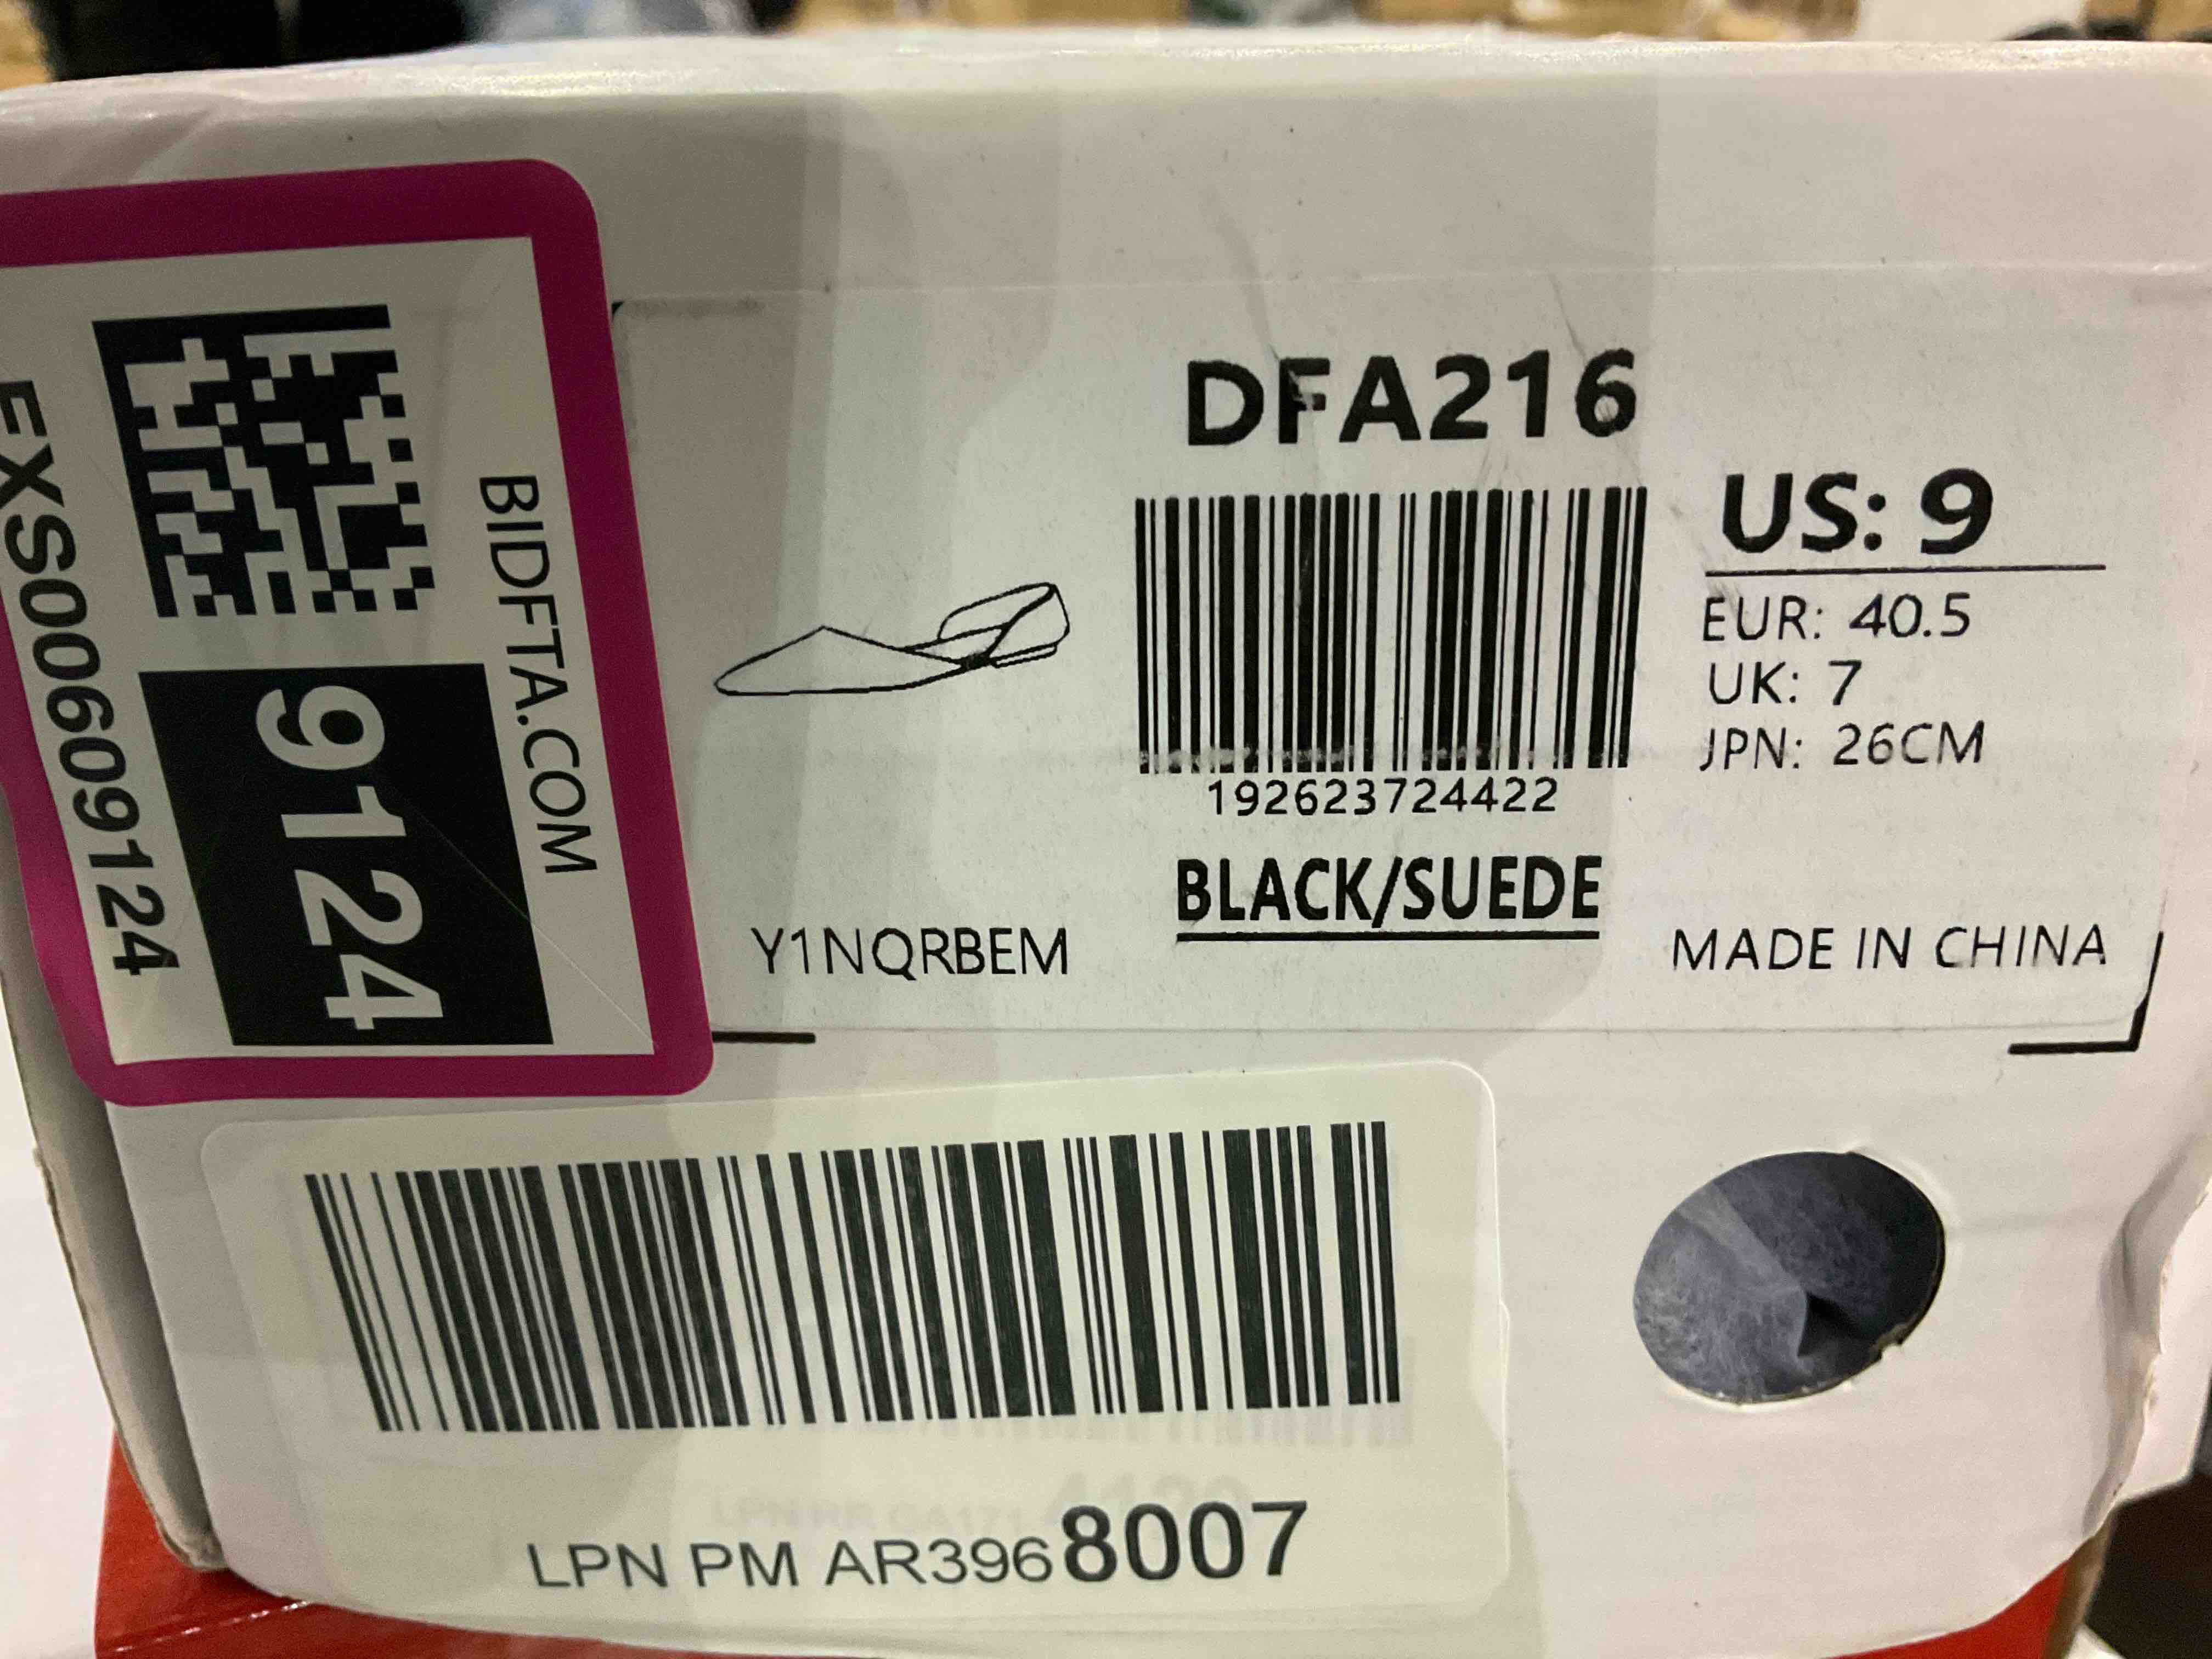 EXS00609124
9124
BIDFTA.COM
DFA216
US: 9
EUR: 40.5
UK: 7
JPN: 26CM
192623724422
BLACK/SUEDE
Y1NQRBEM
MADE IN CHINA
LPN PM AR3968007